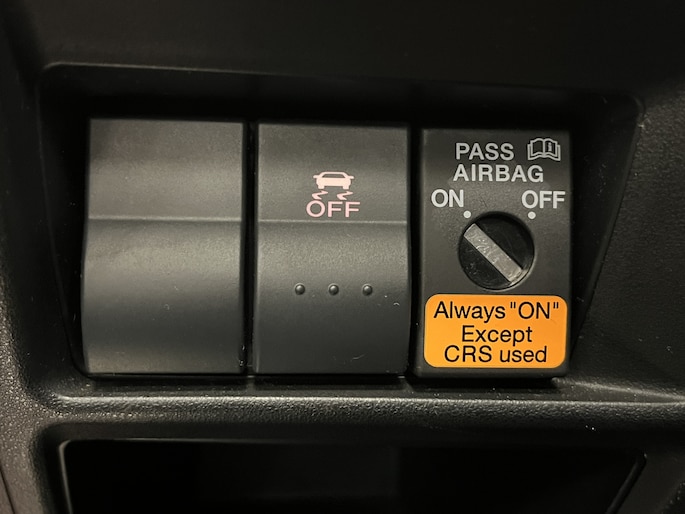 OFF
PASS
AIRBAG
ON OFF
Always "ON"
Except
CRS used